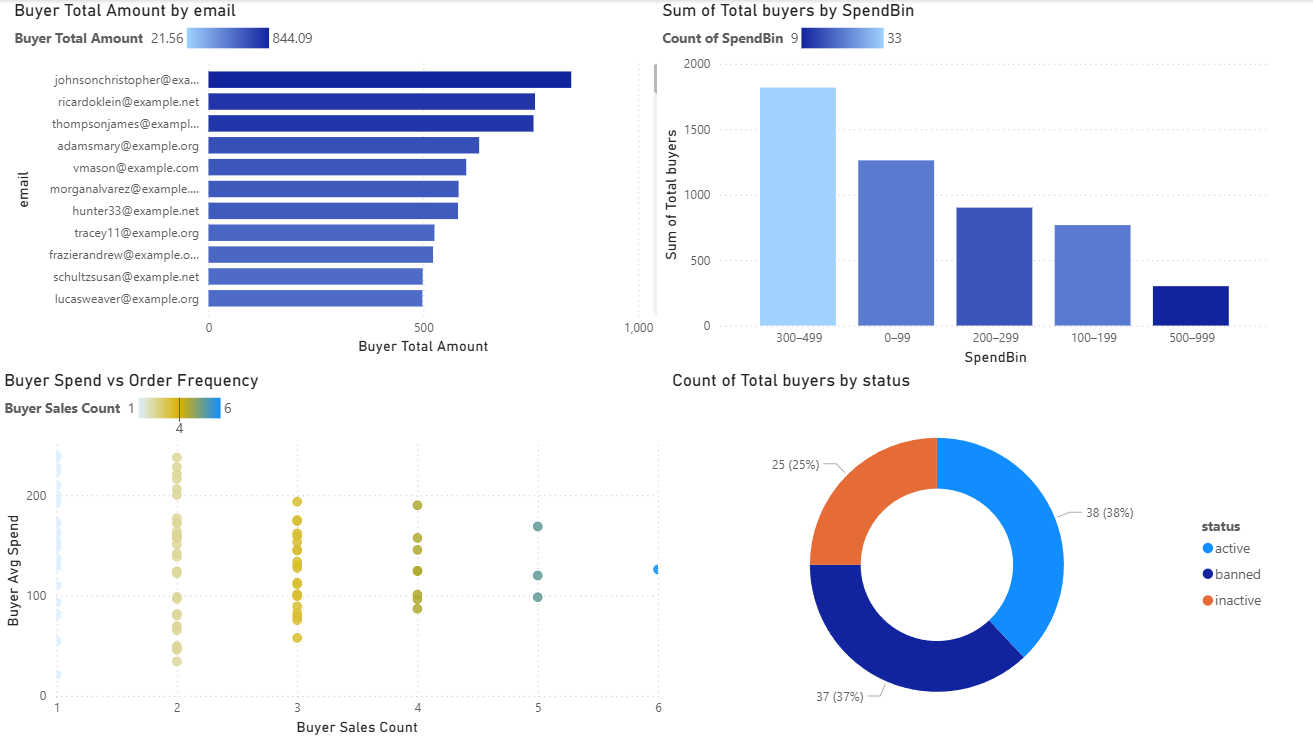 Buyer Total Amount by email
Buyer Total Amount 21.56 844.09
johnsonchristopher@exa...
ricardoklein@example.net
thompsonjames@exampl...
adamsmary@example.org
vmason@example.com
morganalvarez@example....
hunter33@example.net
tracey11@example.org
frazierandrew@example.o...
schultzsusan@example.net
lucasweaver@example.org
email
0 500 1,000
Buyer Total Amount
Sum of Total buyers by SpendBin
Count of SpendBin 9 33
2000
1500
1000
500
0
Sum of Total buyers
300–499 0–99 200–299 100–199 500–999
SpendBin
Buyer Spend vs Order Frequency
Buyer Sales Count 1 6
4
200
100
0
Buyer Avg Spend
1 2 3 4 5 6
Buyer Sales Count
Count of Total buyers by status
25 (25%)
38 (38%)
37 (37%)
status
active
banned
inactive